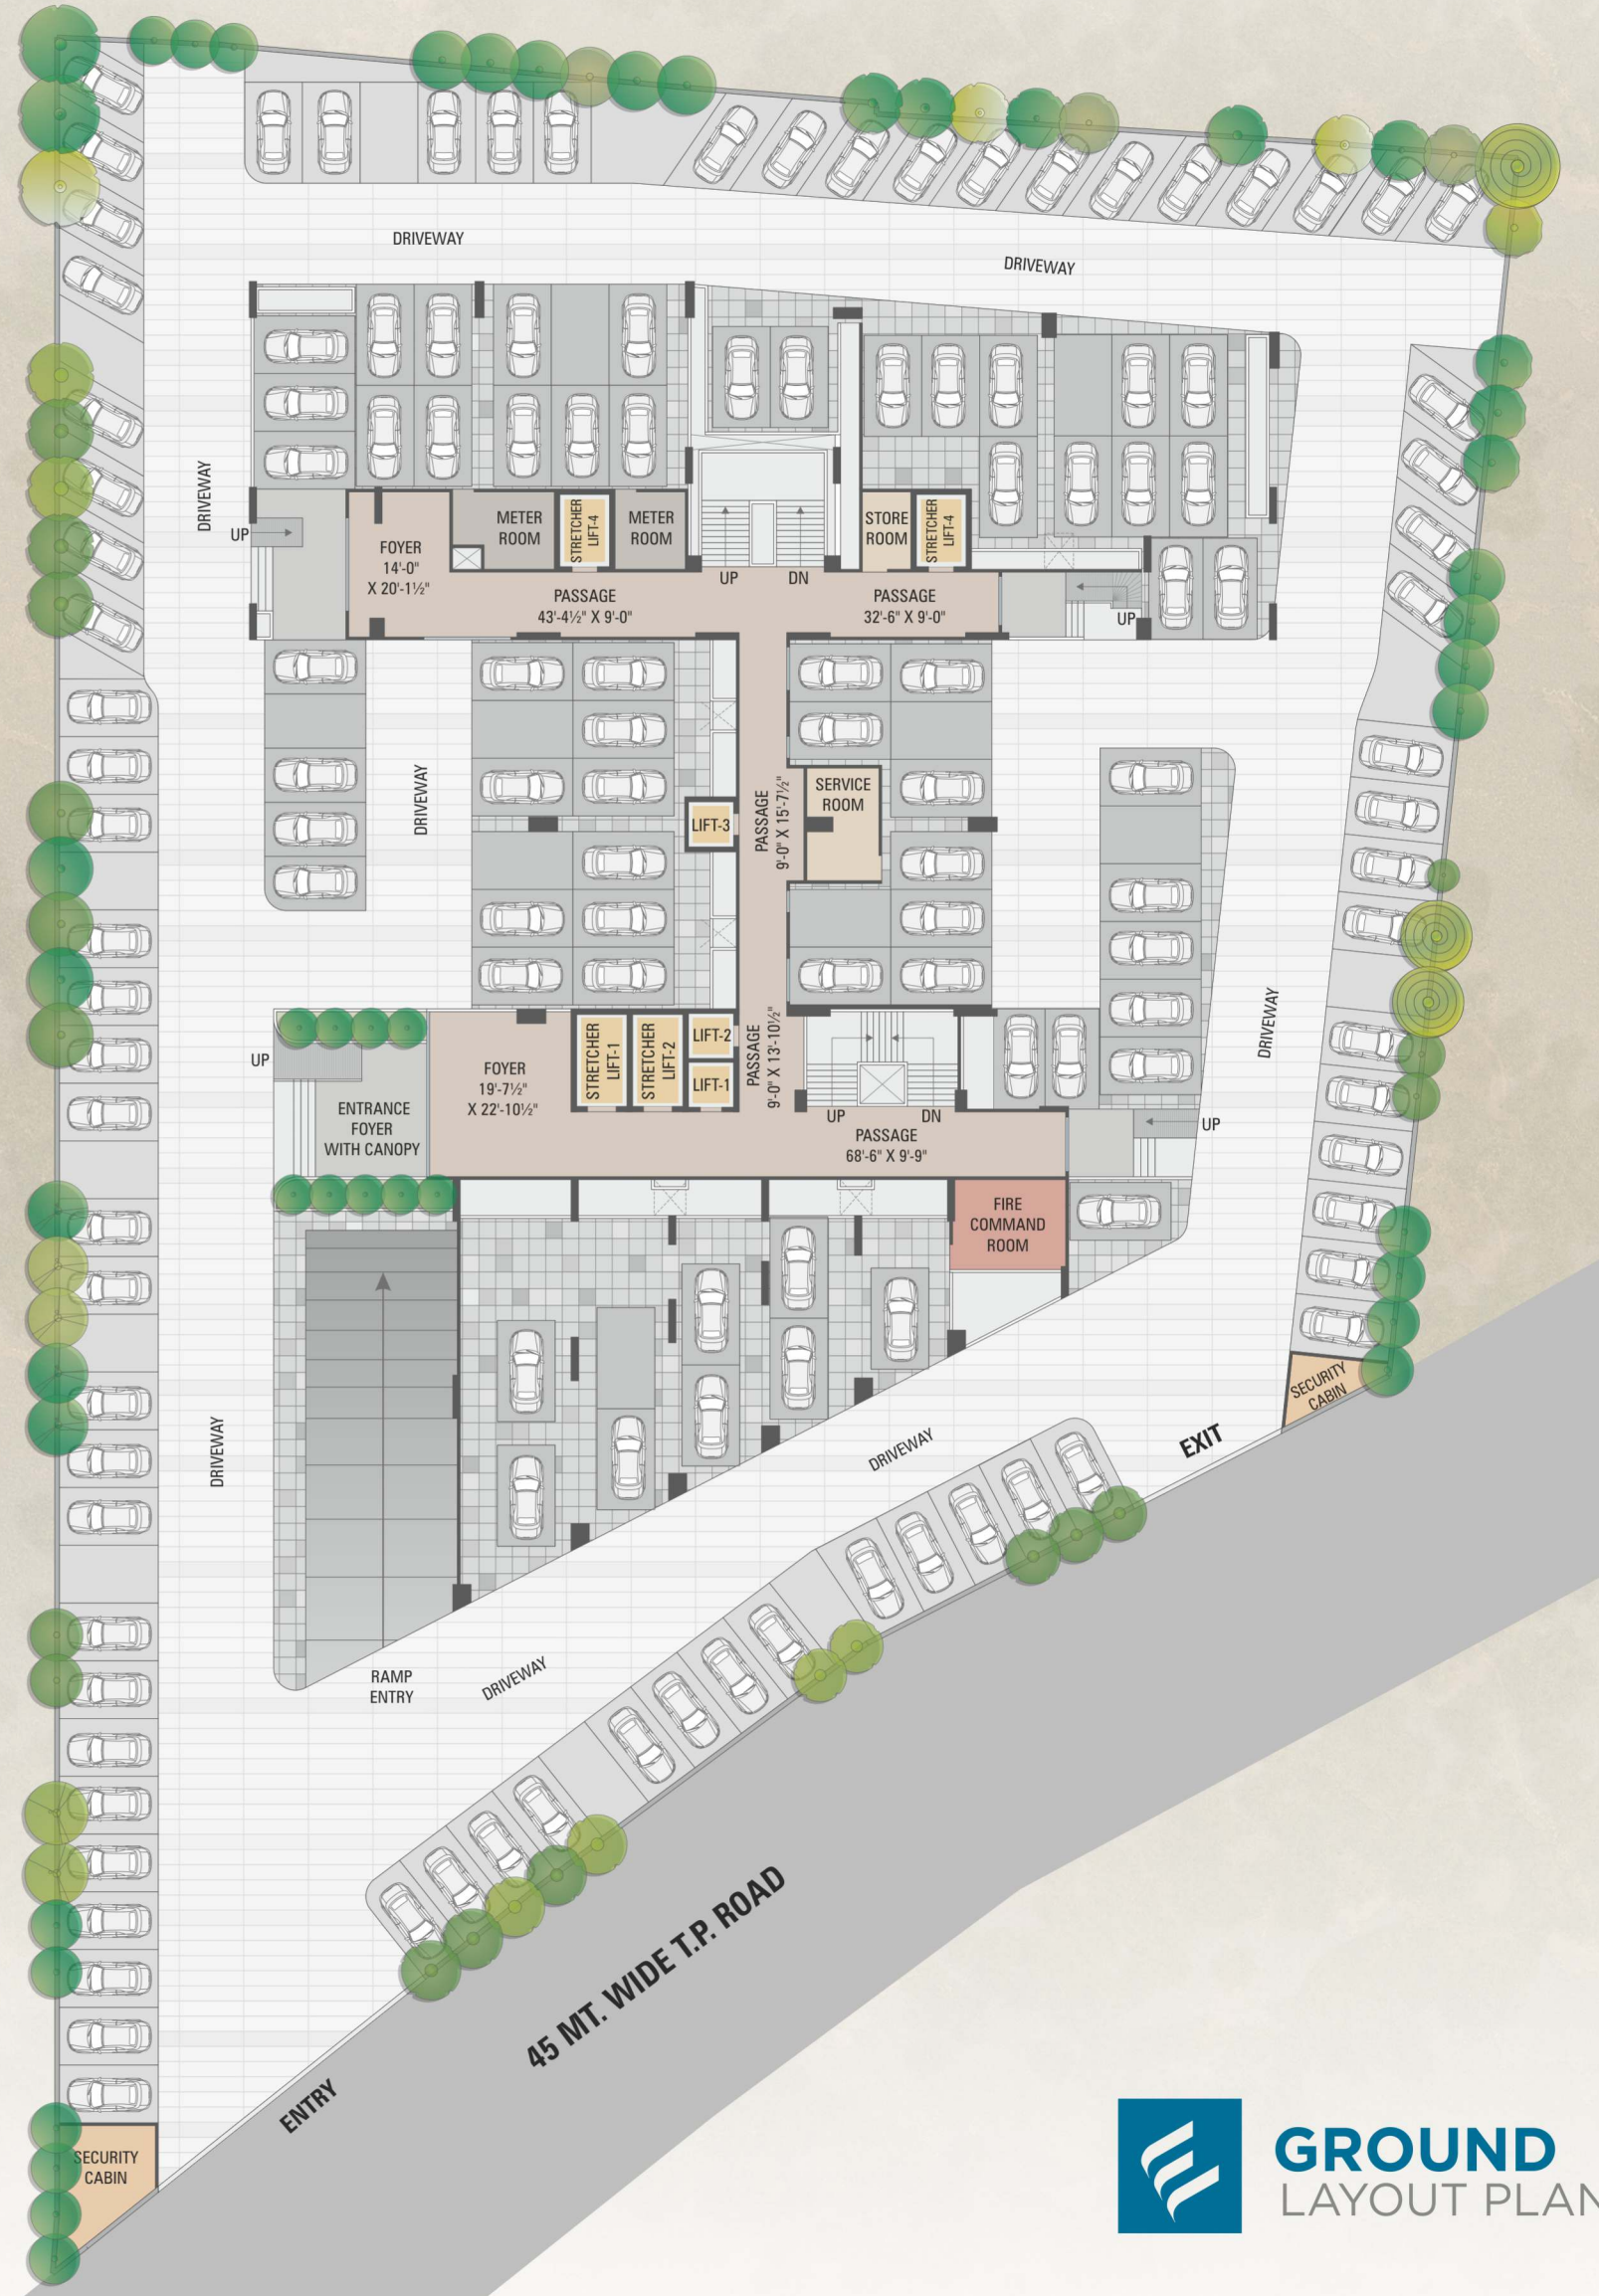 DRIVEWAY
DRIVEWAY
DRIVEWAY
UP
FOYER
14'-0"
X 20'-1½"
METER
ROOM
STRETCHER
LIFT-4
METER
ROOM
UP
DN
STORE
ROOM
STRETCHER
LIFT-4
PASSAGE
43'-4½" X 9'-0"
PASSAGE
32'-6" X 9'-0"
UP
DRIVEWAY
LIFT-3
PASSAGE
9'-0" X 15'-7½"
SERVICE
ROOM
DRIVEWAY
UP
ENTRANCE
FOYER
WITH CANOPY
FOYER
19'-7½"
X 22'-10½"
STRETCHER
LIFT-1
STRETCHER
LIFT-2
LIFT-2
LIFT-1
PASSAGE
9'-0" X 13'-10½"
UP
DN
PASSAGE
68'-6" X 9'-9"
UP
FIRE
COMMAND
ROOM
DRIVEWAY
SECURITY
CABIN
EXIT
DRIVEWAY
RAMP
ENTRY
DRIVEWAY
45 MT. WIDE T.P. ROAD
ENTRY
SECURITY
CABIN
GROUND
LAYOUT PLAN